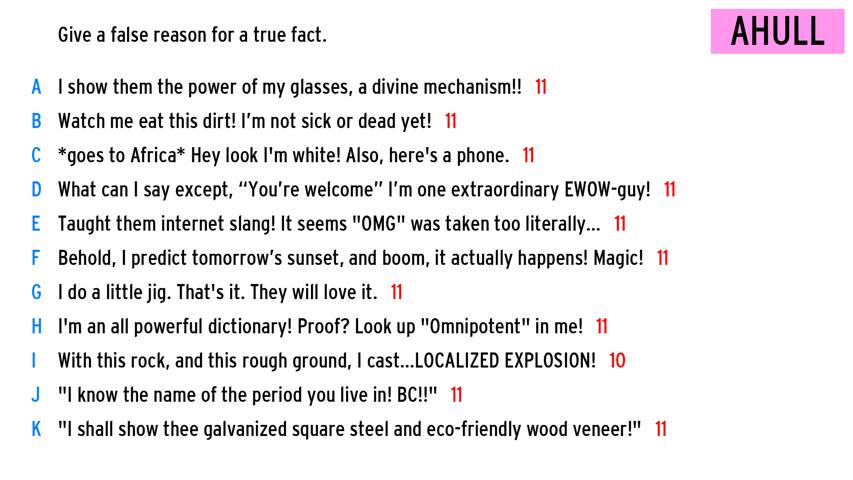 Give a false reason for a true fact.
AHULL
A I show them the power of my glasses, a divine mechanism!! 11
B Watch me eat this dirt! I'm not sick or dead yet! 11
C *goes to Africa* Hey look I'm white! Also, here's a phone. 11
D What can I say except, “You’re welcome” I’m one extraordinary EWOW-guy! 11
E Taught them internet slang! It seems "OMG" was taken too literally... 11
F Behold, I predict tomorrow’s sunset, and boom, it actually happens! Magic! 11
G I do a little jig. That's it. They will love it. 11
H I'm an all powerful dictionary! Proof? Look up "Omnipotent" in me! 11
I With this rock, and this rough ground, I cast...LOCALIZED EXPLOSION! 10
J "I know the name of the period you live in! BC!!" 11
K "I shall show thee galvanized square steel and eco-friendly wood veneer!" 11